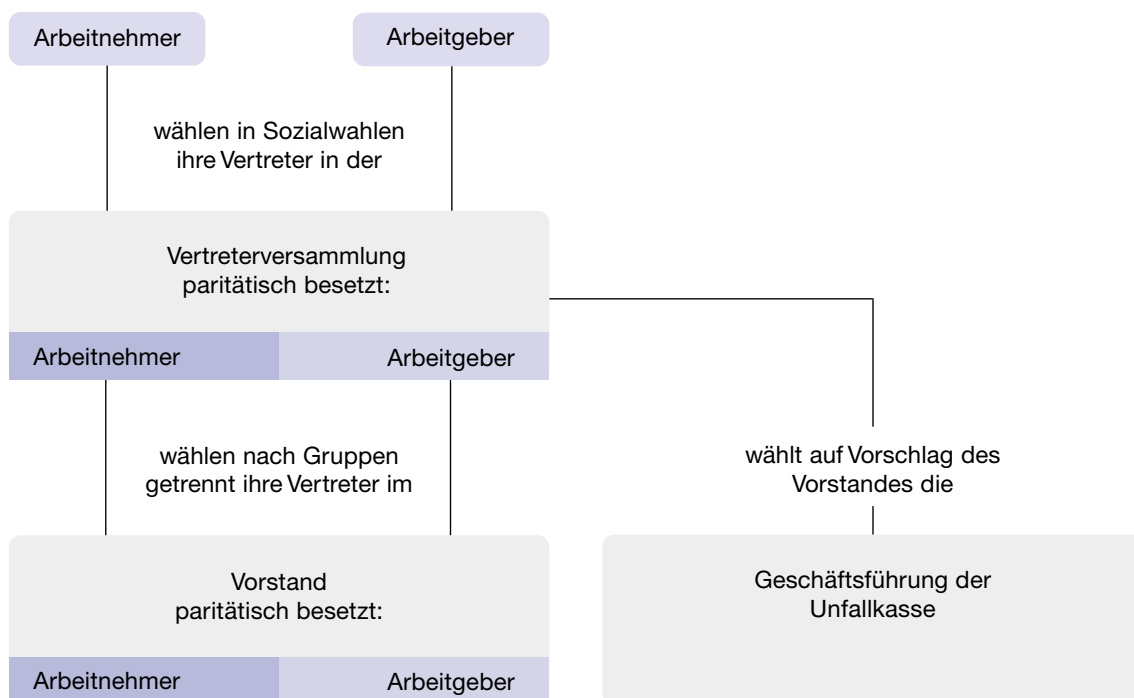 Arbeitnehmer
Arbeitgeber
wählen in Sozialwahlen
ihre Vertreter in der
Vertreterversammlung
paritätisch besetzt:
Arbeitnehmer
Arbeitgeber
wählen nach Gruppen
getrennt ihre Vertreter im
wählt auf Vorschlag des
Vorstandes die
Vorstand
paritätisch besetzt:
Arbeitnehmer
Arbeitgeber
Geschäftsführung der
Unfallkasse